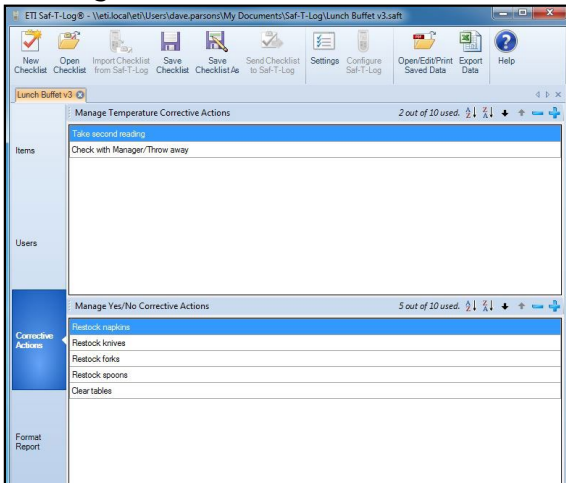 ETI Saf-T-Log® - \\eti.local\eti\Users\dave.parsons\My Documents\Saf-T-Log\Lunch Buffet v3.saft
New Checklist
Open Checklist
Import Checklist from Saf-T-Log
Save Checklist
Save Checklist As
Send Checklist to Saf-T-Log
Settings
Configure Saf-T-Log
Open/Edit/Print Saved Data
Export Data
Help
Lunch Buffet v3
Manage Temperature Corrective Actions 2 out of 10 used.
Take second reading
Check with Manager/Throw away
Items
Users
Corrective Actions
Format Report
Manage Yes/No Corrective Actions 5 out of 10 used.
Restock napkins
Restock knives
Restock forks
Restock spoons
Clear tables